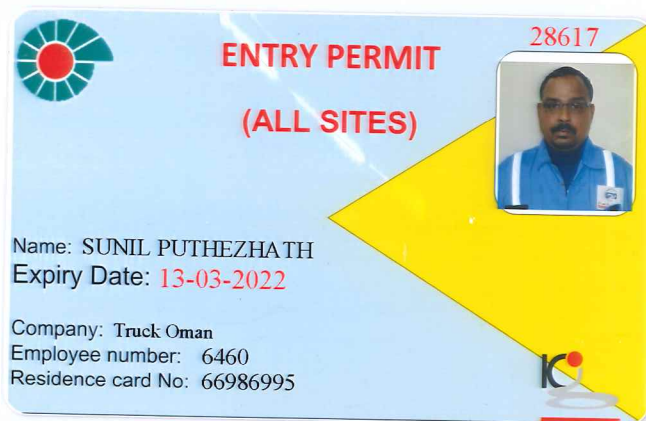 28617
ENTRY PERMIT
(ALL SITES)
Name: SUNIL PUTHEZHATH
Expiry Date: 13-03-2022
Company: Truck Oman
Employee number: 6460
Residence card No: 66986995